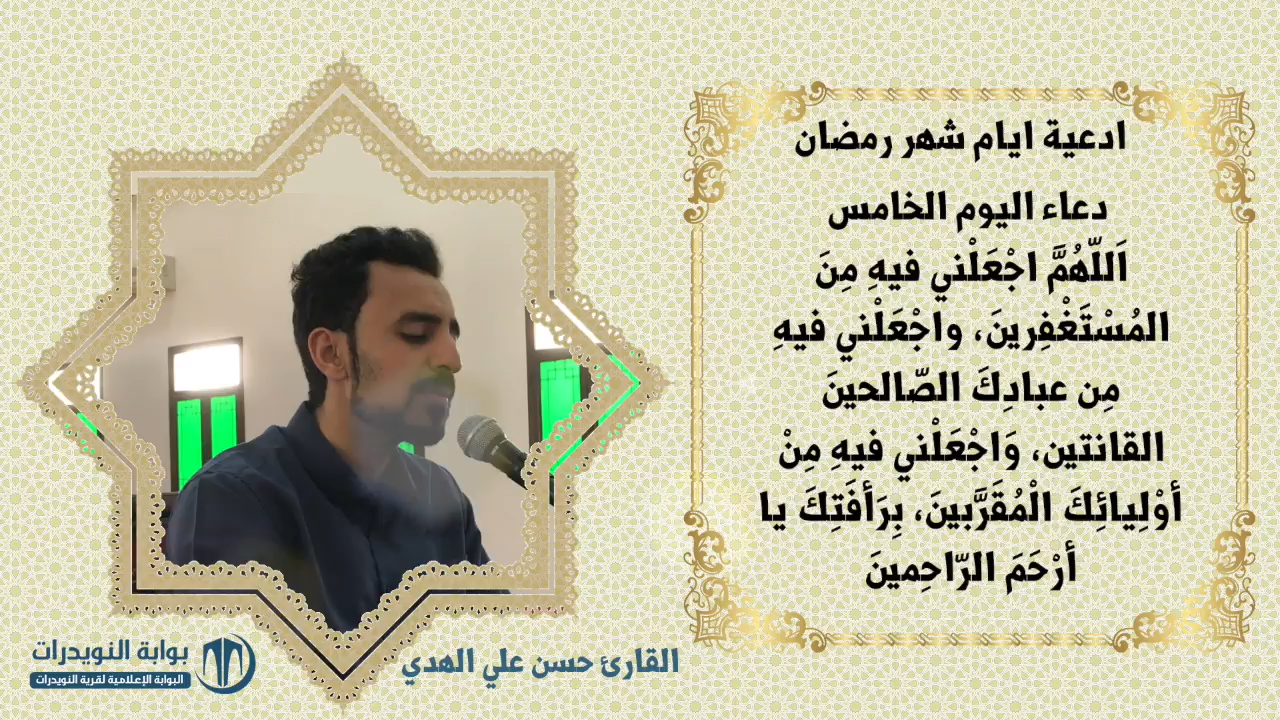 ادعية ايام شهر رمضان
دعاء اليوم الخامس
اَللّهُمَّ اجْعَلْني فيهِ مِنَ
المُسْتَغْفِرينَ، واجْعَلْني فيهِ
مِن عبادِكَ الصّالحينَ
القانتين، وَاجْعَلْني فيهِ مِنْ
أوْلِيائِكَ الْمُقَرَّبينَ، بِرَأفَتِكَ يا
أرْحَمَ الرّاحِمينَ
القارئ حسن علي الهدي
بوابة النويدرات
البوابة الإعلامية لقرية النويدرات